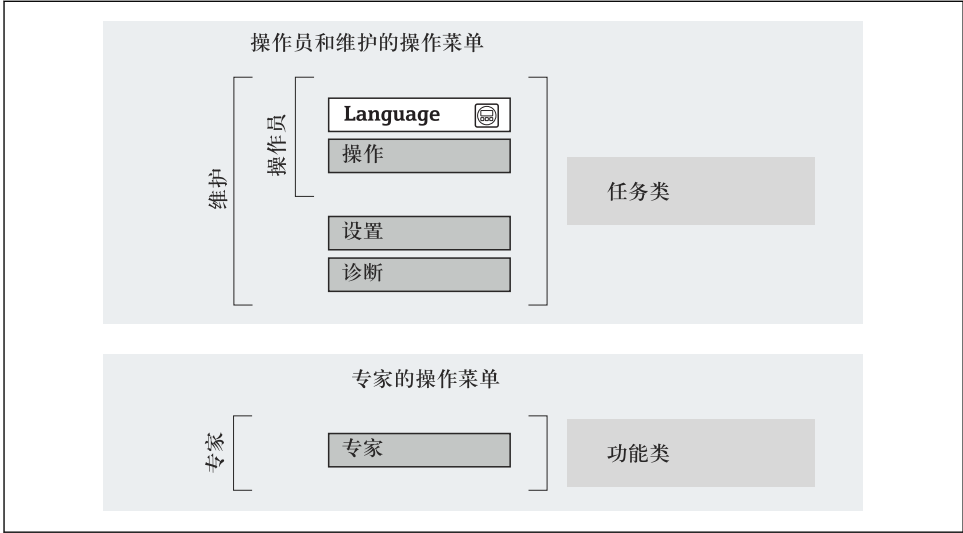 操作员和维护的操作菜单
维护
操作员
Language
操作
设置
诊断
任务类
专家的操作菜单
专家
专家
功能类